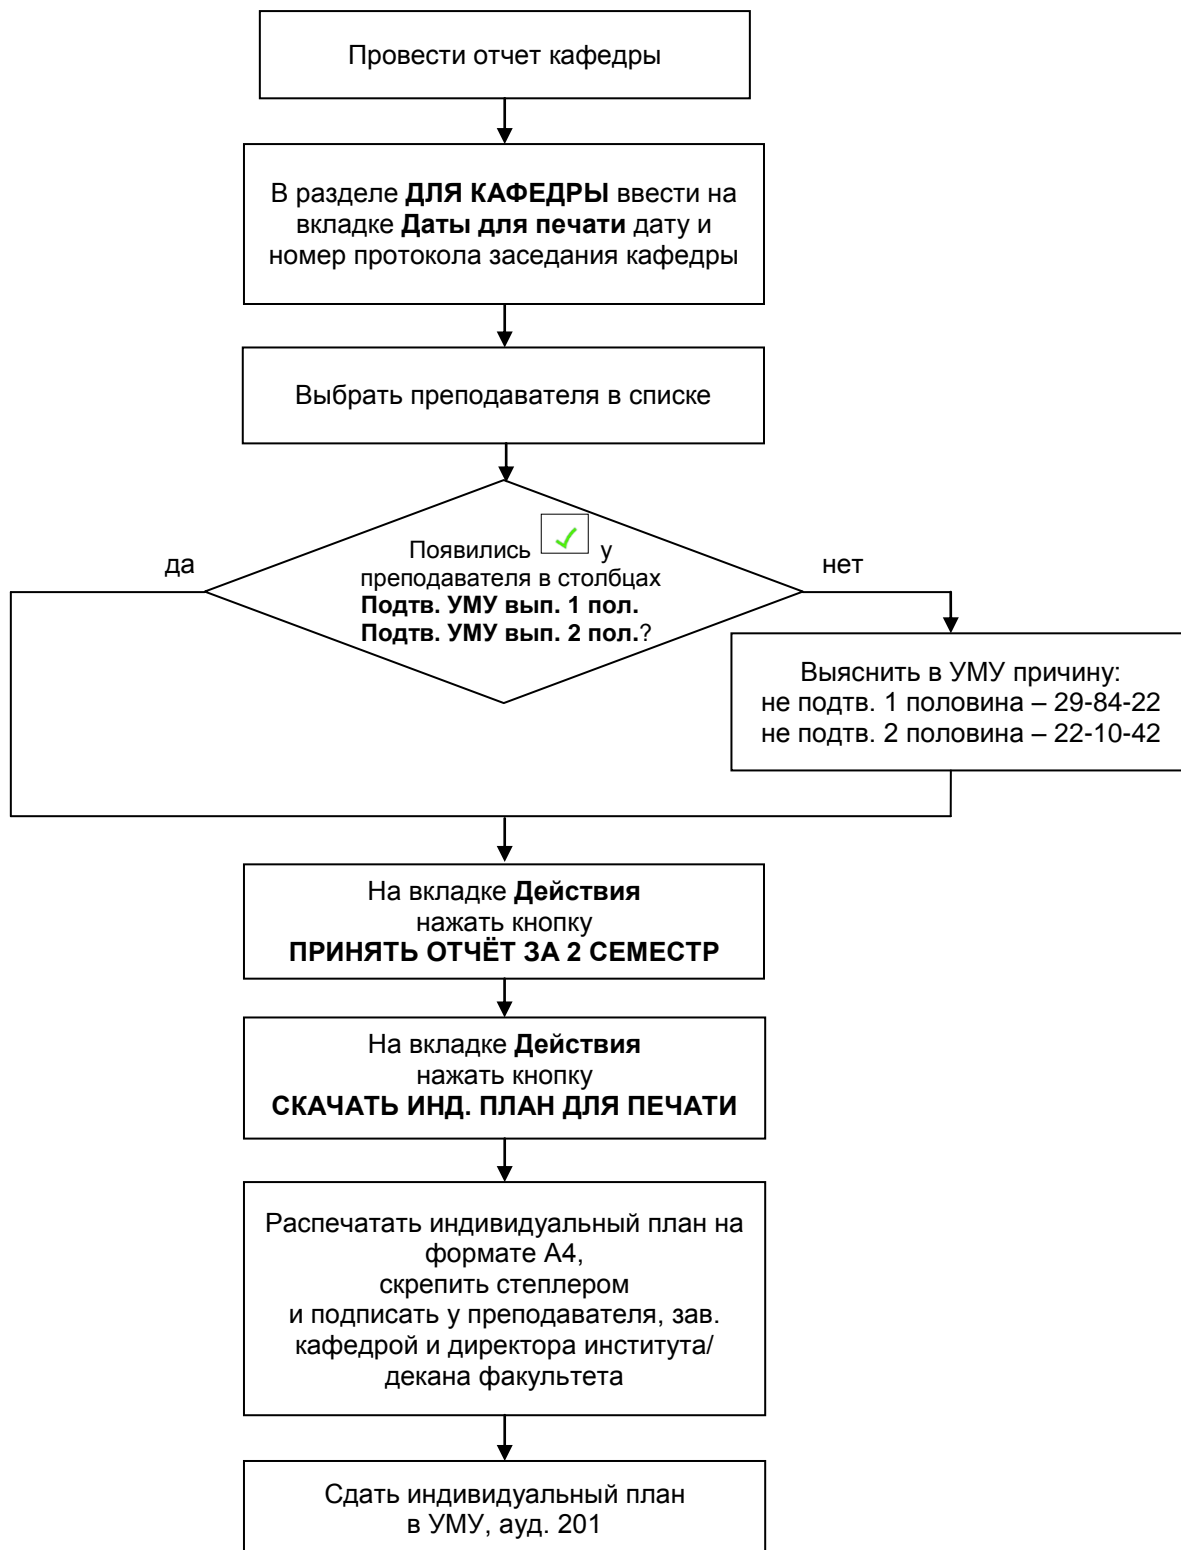 Провести отчет кафедры
В разделе ДЛЯ КАФЕДРЫ ввести на
вкладке Даты для печати дату и
номер протокола заседания кафедры
Выбрать преподавателя в списке
да
Появились у
преподавателя в столбцах
Подтв. УМУ вып. 1 пол.
Подтв. УМУ вып. 2 пол.?
нет
Выяснить в УМУ причину:
не подтв. 1 половина – 29-84-22
не подтв. 2 половина – 22-10-42
На вкладке Действия
нажать кнопку
ПРИНЯТЬ ОТЧЁТ ЗА 2 СЕМЕСТР
На вкладке Действия
нажать кнопку
СКАЧАТЬ ИНД. ПЛАН ДЛЯ ПЕЧАТИ
Распечатать индивидуальный план на
формате А4,
скрепить степлером
и подписать у преподавателя, зав.
кафедрой и директора института/
декана факультета
Сдать индивидуальный план
в УМУ, ауд. 201